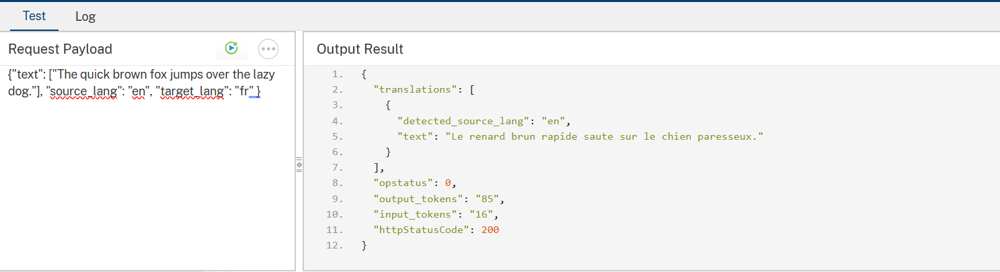 Test Log
Request Payload
{"text": ["The quick brown fox jumps over the lazy
dog."], "source_lang": "en", "target_lang": "fr" }
Output Result
1. {
2. "translations": [
3. {
4. "detected_source_lang": "en",
5. "text": "Le renard brun rapide saute sur le chien paresseux."
6. }
7. ],
8. "opstatus": 0,
9. "output_tokens": "85",
10. "input_tokens": "16",
11. "httpStatusCode": 200
12. }